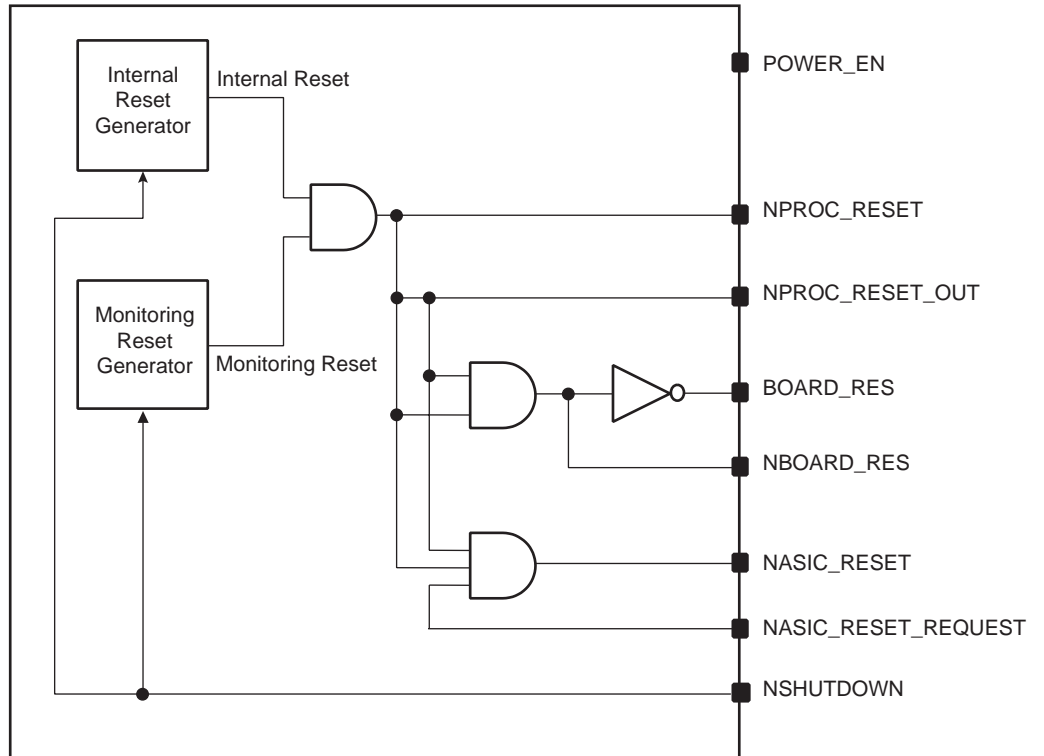 Internal
Reset
Generator
Internal Reset
Monitoring
Reset
Generator
Monitoring Reset
POWER_EN
NPROC_RESET
NPROC_RESET_OUT
BOARD_RES
NBOARD_RES
NASIC_RESET
NASIC_RESET_REQUEST
NSHUTDOWN